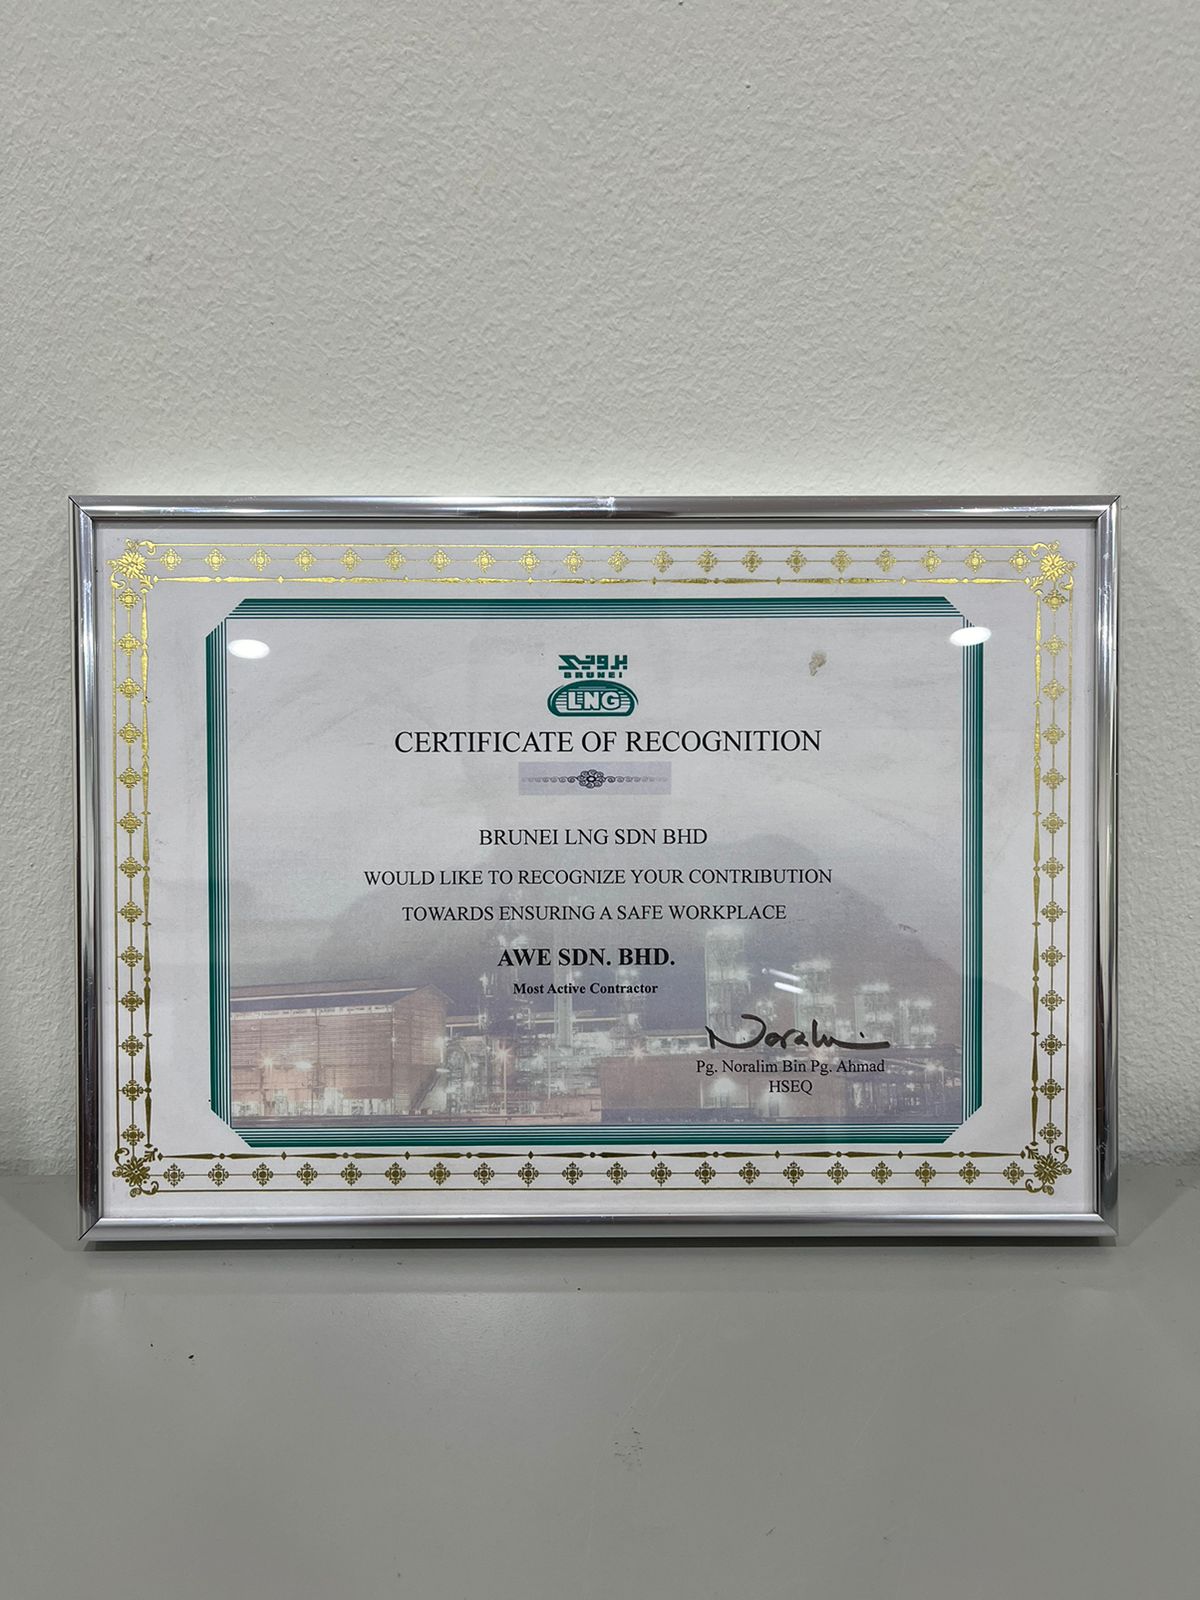 بروني
BRUNEI
LNG
CERTIFICATE OF RECOGNITION
BRUNEI LNG SDN BHD
WOULD LIKE TO RECOGNIZE YOUR CONTRIBUTION
TOWARDS ENSURING A SAFE WORKPLACE
AWE SDN. BHD.
Most Active Contractor
Noralim
Pg. Noralim Bin Pg. Ahmad
HSEQ